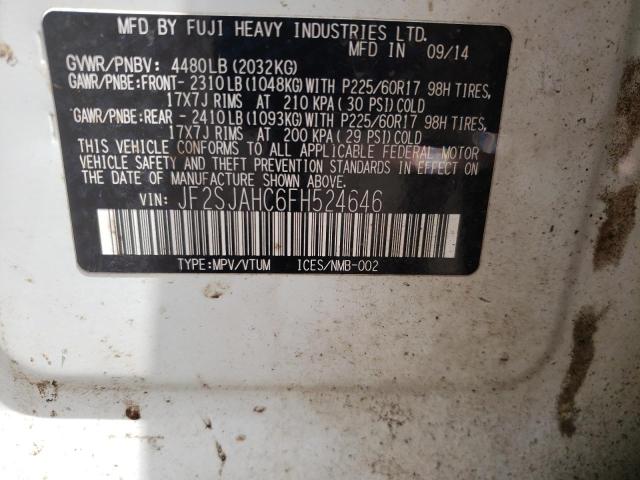 MFD BY FUJI HEAVY INDUSTRIES LTD.
MFD IN 09/14
GVWR/PNBV: 4480LB (2032KG)
GAWR/PNBE:FRONT- 2310LB (1048KG)WITH P225/60R17 98H TIRES,
17X7J RIMS AT 210 KPA ( 30 PSI)COLD
GAWR/PNBE:REAR - 2410LB (1093KG)WITH P225/60R17 98H TIRES,
17X7J RIMS AT 200 KPA ( 29 PSI)COLD
THIS VEHICLE CONFORMS TO ALL APPLICABLE FEDERAL MOTOR
VEHICLE SAFETY AND THEFT PREVENTION STANDARDS IN EFFECT ON THE
DATE OF MANUFACTURE SHOWN ABOVE.
VIN: JF2SJAHC6FH524646
TYPE:MPV/VTUM ICES/NMB-002